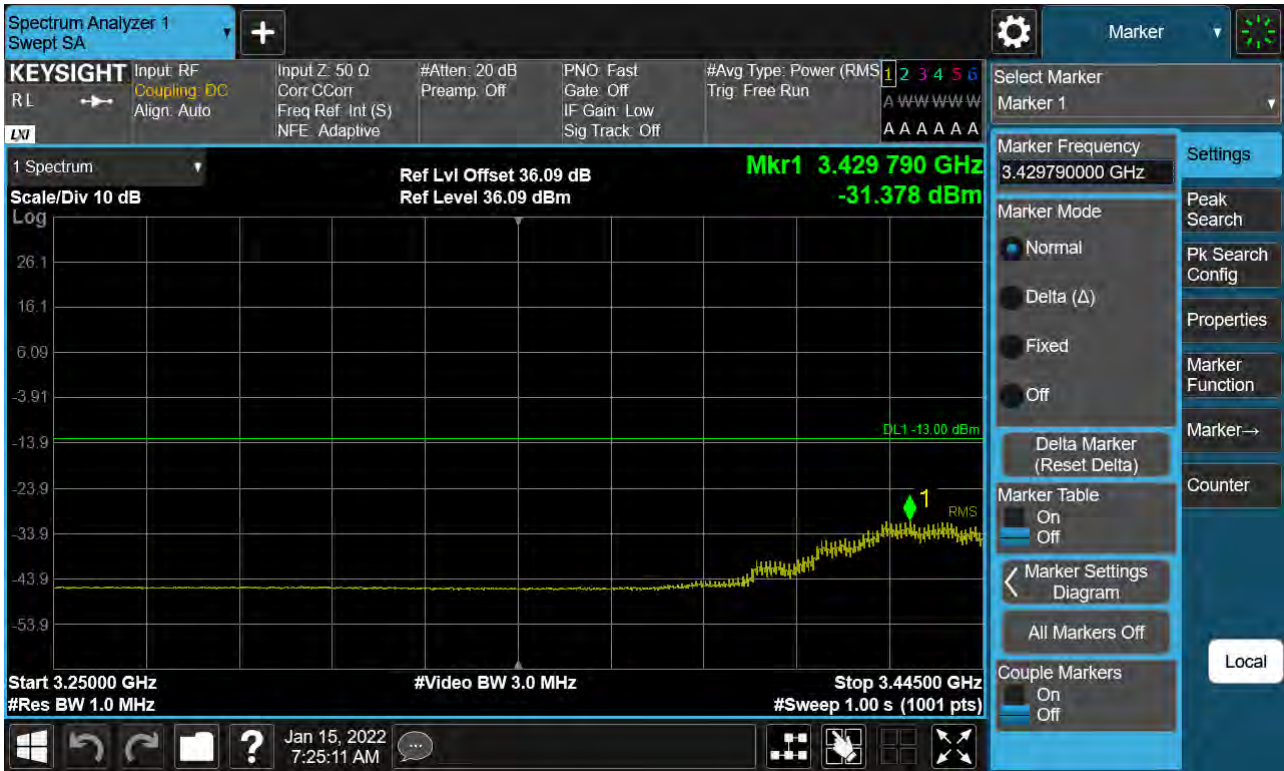 Spectrum Analyzer 1
Swept SA
+
Marker
KEYSIGHT
RL
LXI
Input: RF
Coupling: DC
Align: Auto
Input Z: 50 Ω
Corr CCorr
Freq Ref: Int (S)
NFE: Adaptive
#Atten: 20 dB
Preamp: Off
PNO: Fast
Gate: Off
IF Gain: Low
Sig Track: Off
#Avg Type: Power (RMS
Trig: Free Run
1 2 3 4 5 6
A W W W W W
A A A A A A
Select Marker
Marker 1
1 Spectrum
Scale/Div 10 dB
Log
Ref Lvl Offset 36.09 dB
Ref Level 36.09 dBm
Mkr1 3.429 790 GHz
-31.378 dBm
26.1
16.1
6.09
-3.91
-13.9
-23.9
-33.9
-43.9
-53.9
DL1 -13.00 dBm
1
RMS
Start 3.25000 GHz
#Res BW 1.0 MHz
#Video BW 3.0 MHz
Stop 3.44500 GHz
#Sweep 1.00 s (1001 pts)
Marker Frequency
3.429790000 GHz
Marker Mode
Normal
Delta (Δ)
Fixed
Off
Delta Marker
(Reset Delta)
Marker Table
On
Off
Marker Settings
Diagram
All Markers Off
Couple Markers
On
Off
Settings
Peak
Search
Pk Search
Config
Properties
Marker
Function
Marker→
Counter
Local
?
Jan 15, 2022
7:25:11 AM